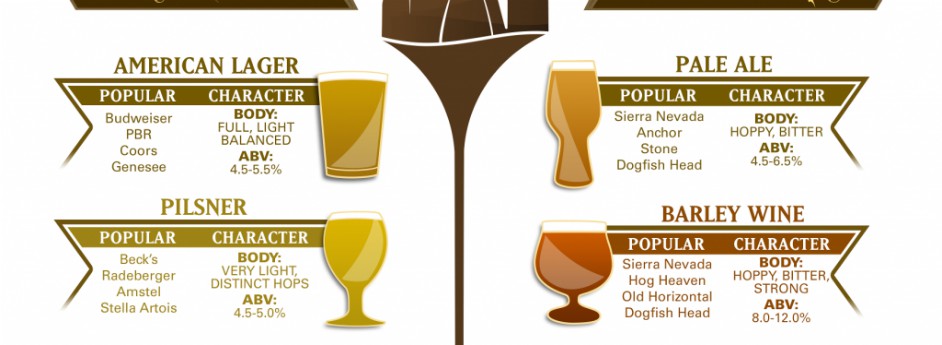 AMERICAN LAGER
POPULAR
Budweiser
PBR
Coors
Genesee
CHARACTER
BODY:
FULL, LIGHT
BALANCED
ABV:
4.5-5.5%
PILSNER
POPULAR
Beck's
Radeberger
Amstel
Stella Artois
CHARACTER
BODY:
VERY LIGHT,
DISTINCT HOPS
ABV:
4.5-5.0%
PALE ALE
POPULAR
Sierra Nevada
Anchor
Stone
Dogfish Head
CHARACTER
BODY:
HOPPY, BITTER
ABV:
4.5-6.5%
BARLEY WINE
POPULAR
Sierra Nevada
Hog Heaven
Old Horizontal
Dogfish Head
CHARACTER
BODY:
HOPPY, BITTER,
STRONG
ABV:
8.0-12.0%